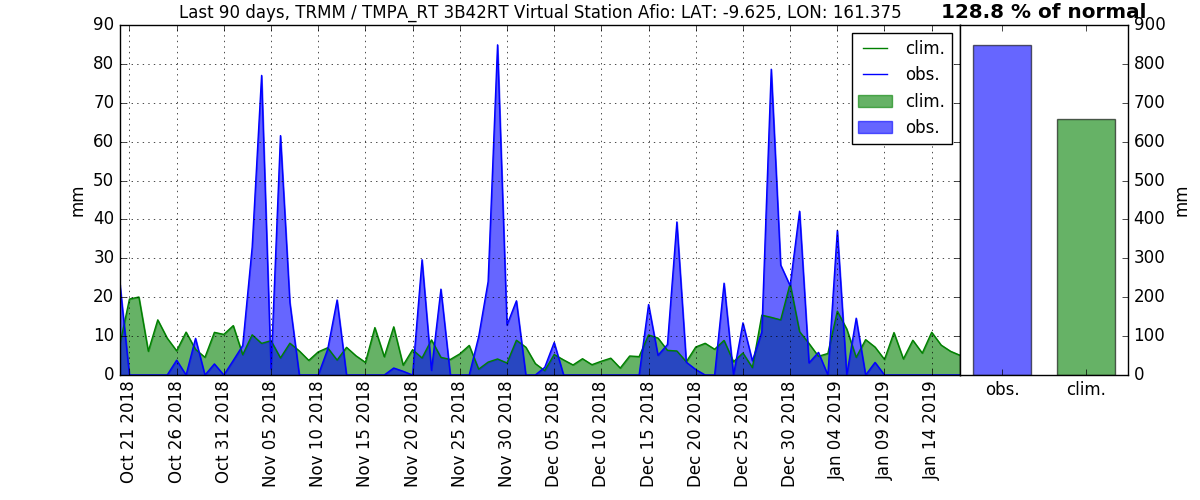 Last 90 days, TRMM / TMPA_RT 3B42RT Virtual Station Afio: LAT: -9.625, LON: 161.375
128.8 % of normal
90
80
70
60
50
40
30
20
10
0
mm
clim.
obs.
clim.
obs.
900
800
700
600
500
400
300
200
100
0
mm
Oct 21 2018
Oct 26 2018
Oct 31 2018
Nov 05 2018
Nov 10 2018
Nov 15 2018
Nov 20 2018
Nov 25 2018
Nov 30 2018
Dec 05 2018
Dec 10 2018
Dec 15 2018
Dec 20 2018
Dec 25 2018
Dec 30 2018
Jan 04 2019
Jan 09 2019
Jan 14 2019
obs.
clim.